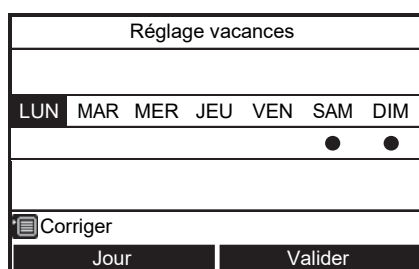 Réglage vacances
LUN MAR MER JEU VEN SAM DIM
Corriger
Jour Valider